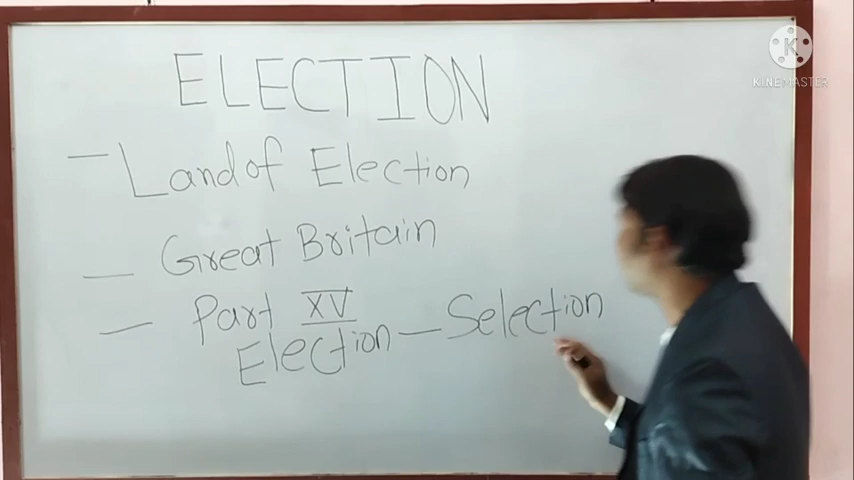 ELECTION
- Land of Election
- Great Britain
- Part XV
Election - Selection
K
KINEMASTER